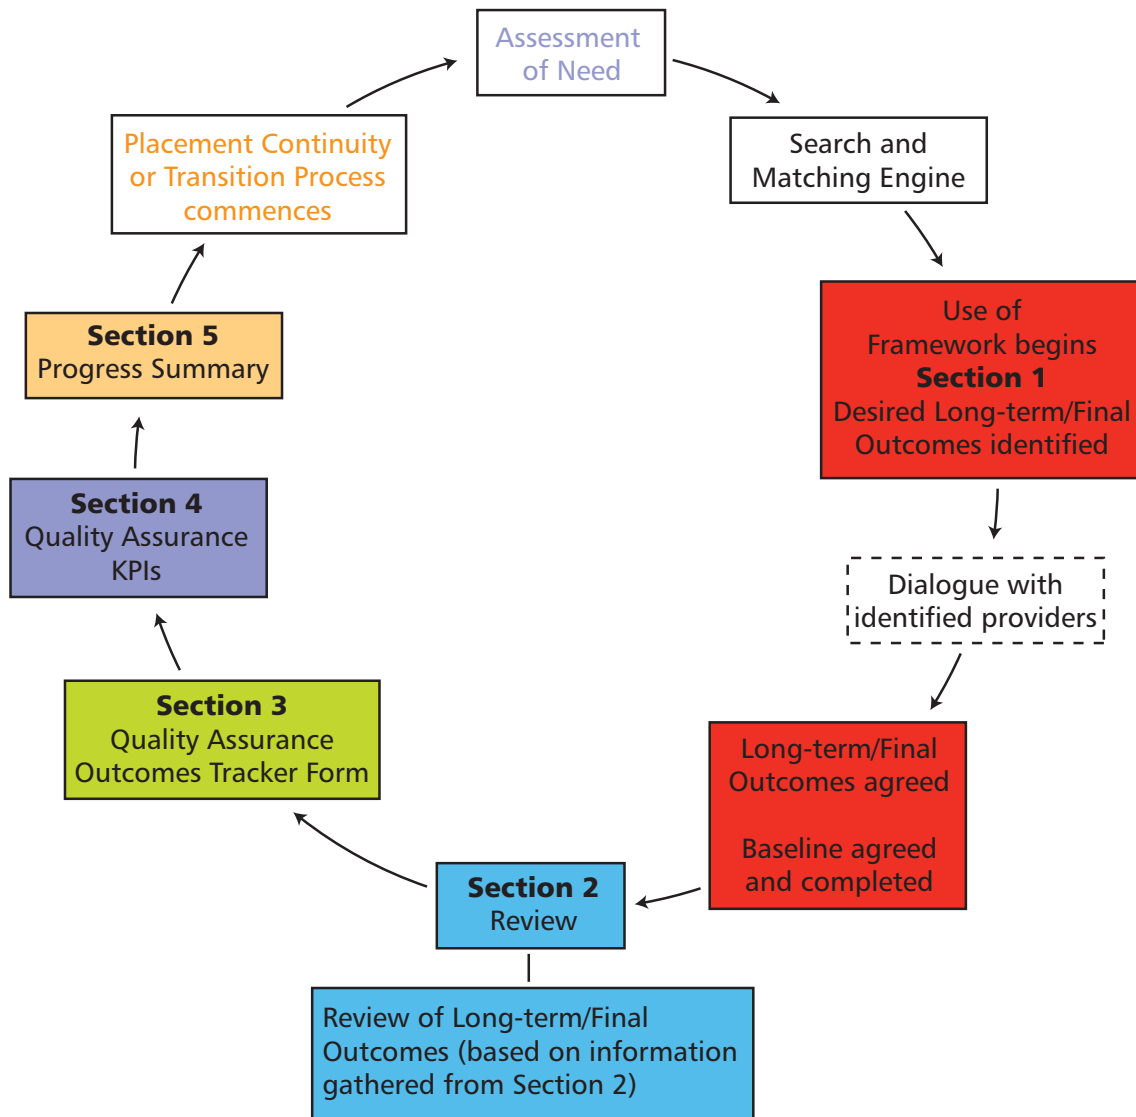 Assessment
of Need
Search and
Matching Engine
Use of
Framework begins
Section 1
Desired Long-term/Final
Outcomes identified
Dialogue with
identified providers
Long-term/Final
Outcomes agreed
Baseline agreed
and completed
Section 2
Review
Review of Long-term/Final
Outcomes (based on information
gathered from Section 2)
Section 3
Quality Assurance
Outcomes Tracker Form
Section 4
Quality Assurance
KPIs
Section 5
Progress Summary
Placement Continuity
or Transition Process
commences